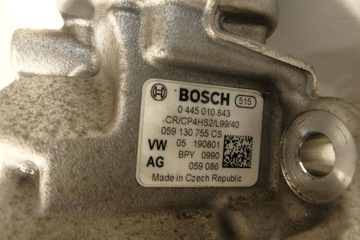 BOSCH 515
0 445 010 843
CR/CP4HS2/L99/40
059 130 755 CS
VW 05 190801
AG BPY 0990
059 086
Made in Czech Republic